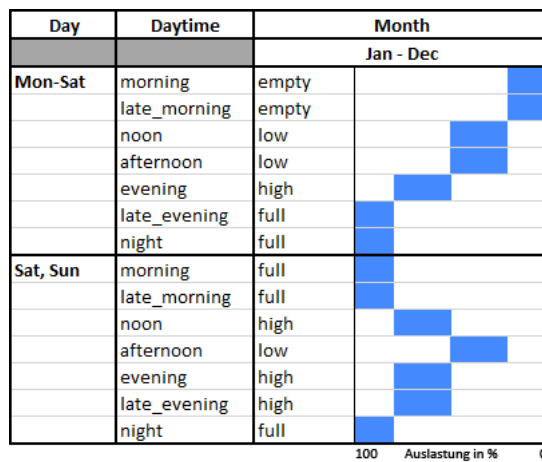 Day Daytime Month
Jan - Dec
Mon-Sat morning empty
late_morning empty
noon low
afternoon low
evening high
late_evening full
night full
Sat, Sun morning full
late_morning full
noon high
afternoon low
evening high
late_evening high
night full
100 Auslastung in % 0